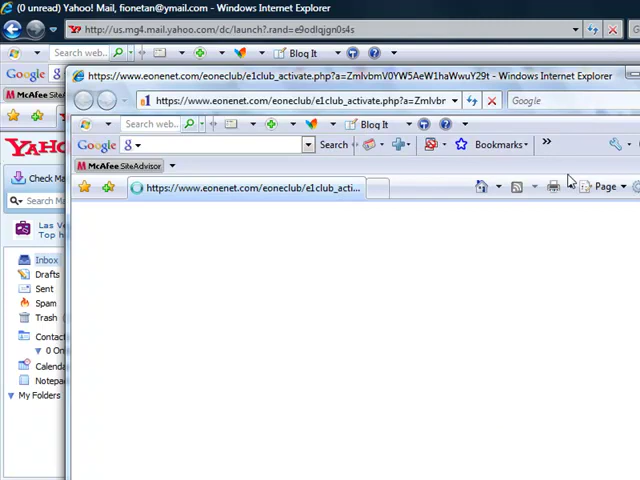 (0 unread) Yahoo! Mail, fionetan@ymail.com - Windows Internet Explorer
http://us.mg4.mail.yahoo.com/dc/launch?.rand=e9odlqjgn0s4s
Search web... Blog It
Google
https://www.eonenet.com/eoneclub/e1club_activate.php?a=ZmlvbmV0YW5AeW1haWwuY29t - Windows Internet Explorer
McAfee SiteAdvisor
https://www.eonenet.com/eoneclub/e1club_activate.php?a=ZmlvbmV0YW5AeW1haWwuY29t
Google
Search web... Blog It
Google Search Bookmarks
McAfee SiteAdvisor
https://www.eonenet.com/eoneclub/e1club_acti...
Page
YAHOO
Check Ma
Search
Las Ve
Top h
Inbox
Drafts
Sent
Spam
Trash
Contact
0 On
Calenda
Notepad
My Folders